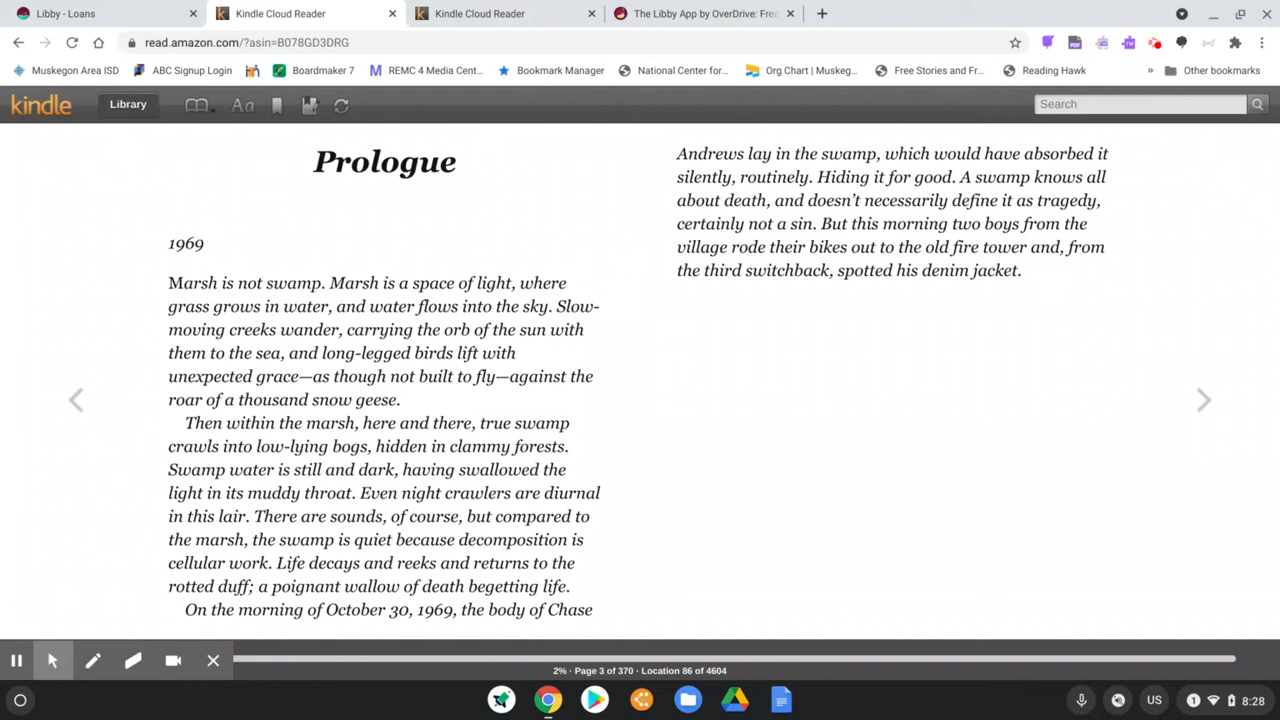 Libby - Loans
Kindle Cloud Reader
Kindle Cloud Reader
The Libby App by OverDrive: Free
read.amazon.com/?asin=B078GD3DRG
Muskegon Area ISD
ABC Signup Login
Boardmaker 7
REMC 4 Media Cent...
Bookmark Manager
National Center for...
Org Chart | Muskeg...
Free Stories and Fr...
Reading Hawk
»
Other bookmarks
kindle
Library
Aa
Search
Prologue
1969
Marsh is not swamp. Marsh is a space of light, where
grass grows in water, and water flows into the sky. Slow-
moving creeks wander, carrying the orb of the sun with
them to the sea, and long-legged birds lift with
unexpected grace—as though not built to fly—against the
roar of a thousand snow geese.
Then within the marsh, here and there, true swamp
crawls into low-lying bogs, hidden in clammy forests.
Swamp water is still and dark, having swallowed the
light in its muddy throat. Even night crawlers are diurnal
in this lair. There are sounds, of course, but compared to
the marsh, the swamp is quiet because decomposition is
cellular work. Life decays and reeks and returns to the
rotted duff; a poignant wallow of death begetting life.
On the morning of October 30, 1969, the body of Chase
Andrews lay in the swamp, which would have absorbed it
silently, routinely. Hiding it for good. A swamp knows all
about death, and doesn't necessarily define it as tragedy,
certainly not a sin. But this morning two boys from the
village rode their bikes out to the old fire tower and, from
the third switchback, spotted his denim jacket.
2% · Page 3 of 370 · Location 86 of 4604
US
1
8:28